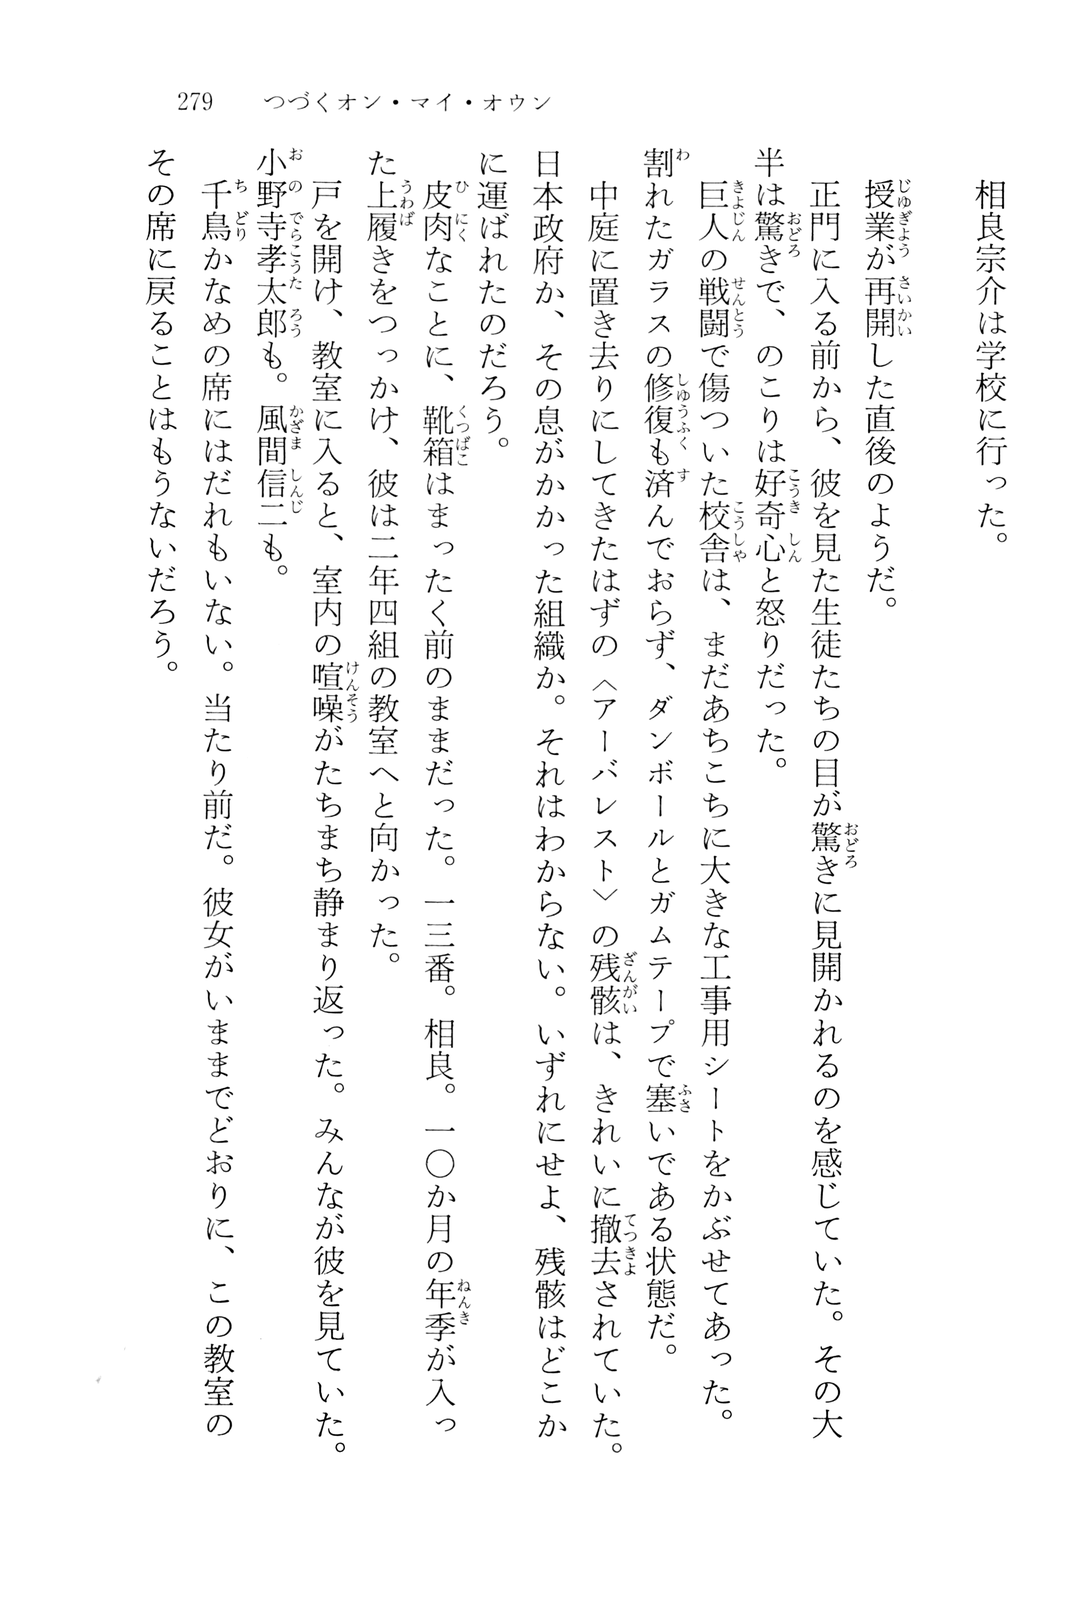 279　つづくオン・マイ・オウン
相良宗介は学校に行った。
授業が再開した直後のようだ。
正門に入る前から、彼を見た生徒たちの目が驚きに見開かれるのを感じていた。その大
半は驚きで、のこりは好奇心と怒りだった。
巨人の戦闘で傷ついた校舎は、まだあちこちに大きな工事用シートをかぶせてあった。
割れたガラスの修復も済んでおらず、ダンボールとガムテープで塞いである状態だ。
中庭に置き去りにしてきたはずの〈アーバレスト〉の残骸は、きれいに撤去されていた。
日本政府か、その息がかかった組織か。それはわからない。いずれにせよ、残骸はどこか
に運ばれたのだろう。
皮肉なことに、靴箱はまったく前のままだった。一三番。相良。一〇か月の年季が入っ
た上履きをつっかけ、彼は二年四組の教室へと向かった。
戸を開け、教室に入ると、室内の喧噪がたちまち静まり返った。みんなが彼を見ていた。
小野寺孝太郎も。風間信二も。
千鳥かなめの席にはだれもいない。当たり前だ。彼女がいままでどおりに、この教室の
その席に戻ることはもうないだろう。